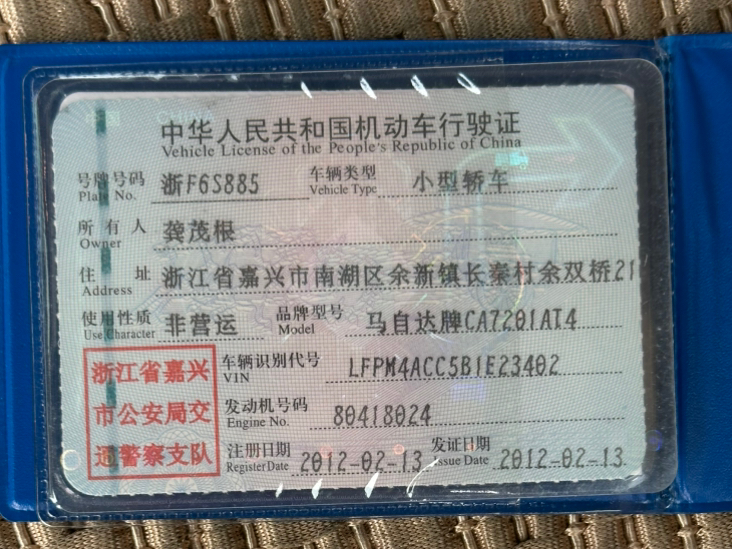 中华人民共和国机动车行驶证
Vehicle License of the People's Republic of China
号牌号码 浙F6S885 车辆类型 小型轿车
Plate No. Vehicle Type
所有人 龚茂根
Owner
住址 浙江省嘉兴市南湖区余新镇长秦村余双桥21
Address
使用性质 非营运 品牌型号 马自达牌CA7201AT4
Use Character Model
浙江省嘉兴
市公安局交
通警察支队
车辆识别代号 LFPM4ACC5B1E23402
VIN
发动机号码 80418024
Engine No.
注册日期 2012-02-13 发证日期 2012-02-13
Register Date Issue Date